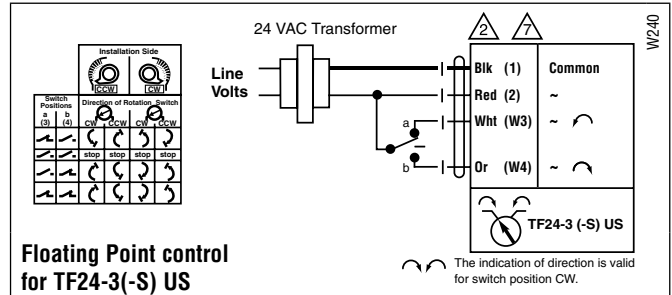 24 VAC Transformer
Line
Volts
2
7
W240
Blk (1) Common
Red (2) ~
Wht (W3) ~
Or (W4) ~
a
b
TF24-3 (-S) US
The indication of direction is valid
for switch position CW.
Installation Side
CCW CW
Switch
Positions
a b
(3) (4)
Direction of Rotation Switch
CW CCW CW CCW
stop stop stop stop
Floating Point control
for TF24-3(-S) US